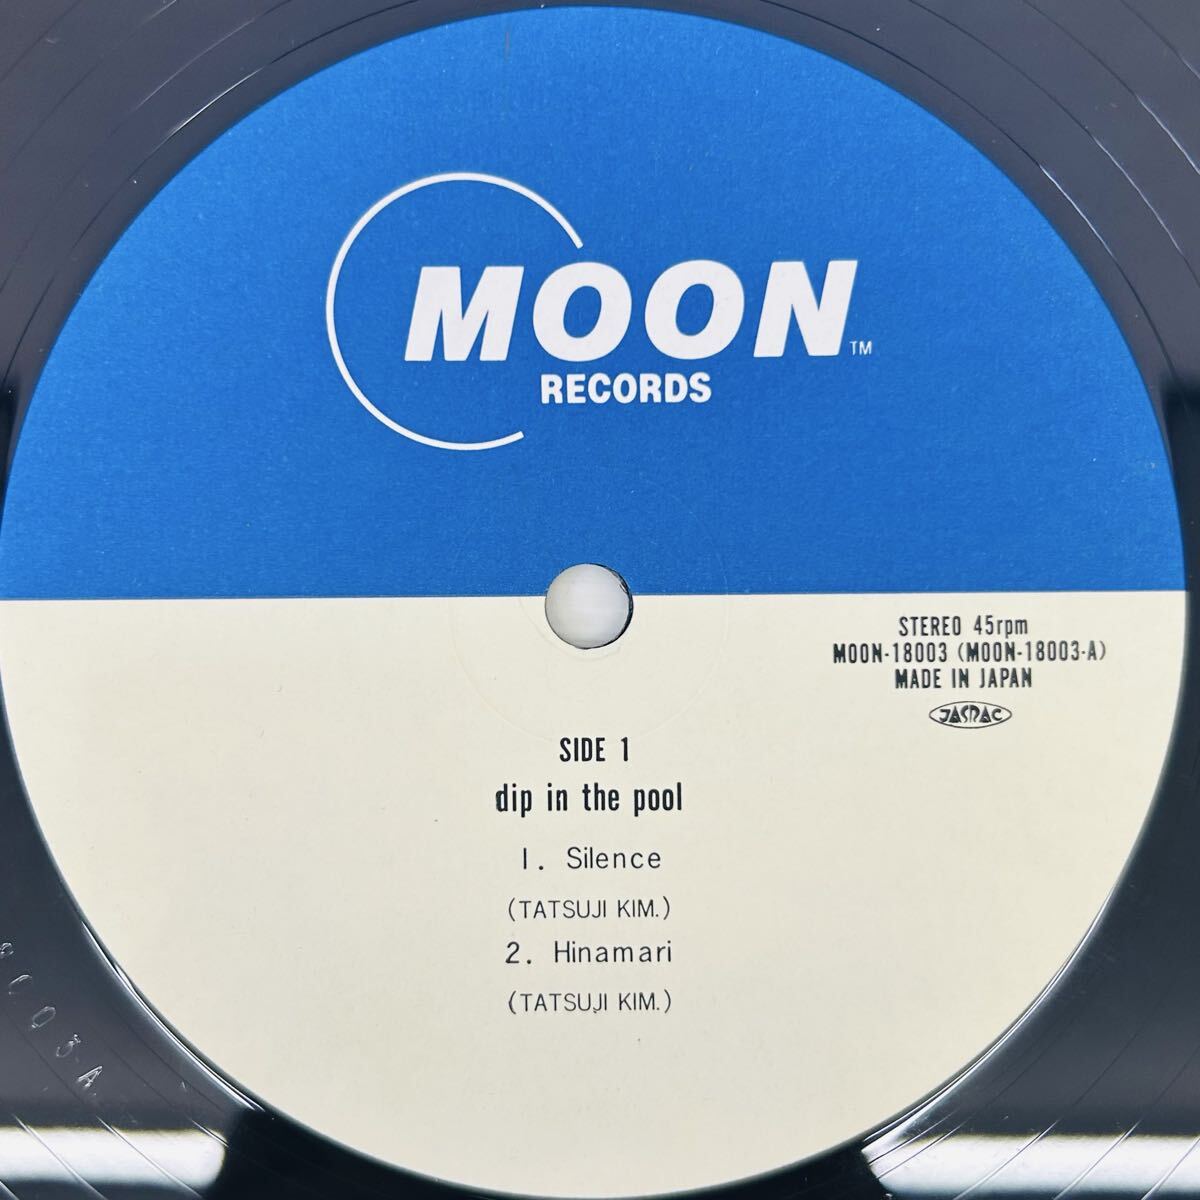 MOON TM
RECORDS
STEREO 45rpm
MOON-18003 (MOON-18003-A)
MADE IN JAPAN
JASRAC
SIDE 1
dip in the pool
1. Silence
(TATSUJI KIM.)
2. Hinamari
(TATSUJI KIM.)
8003-A